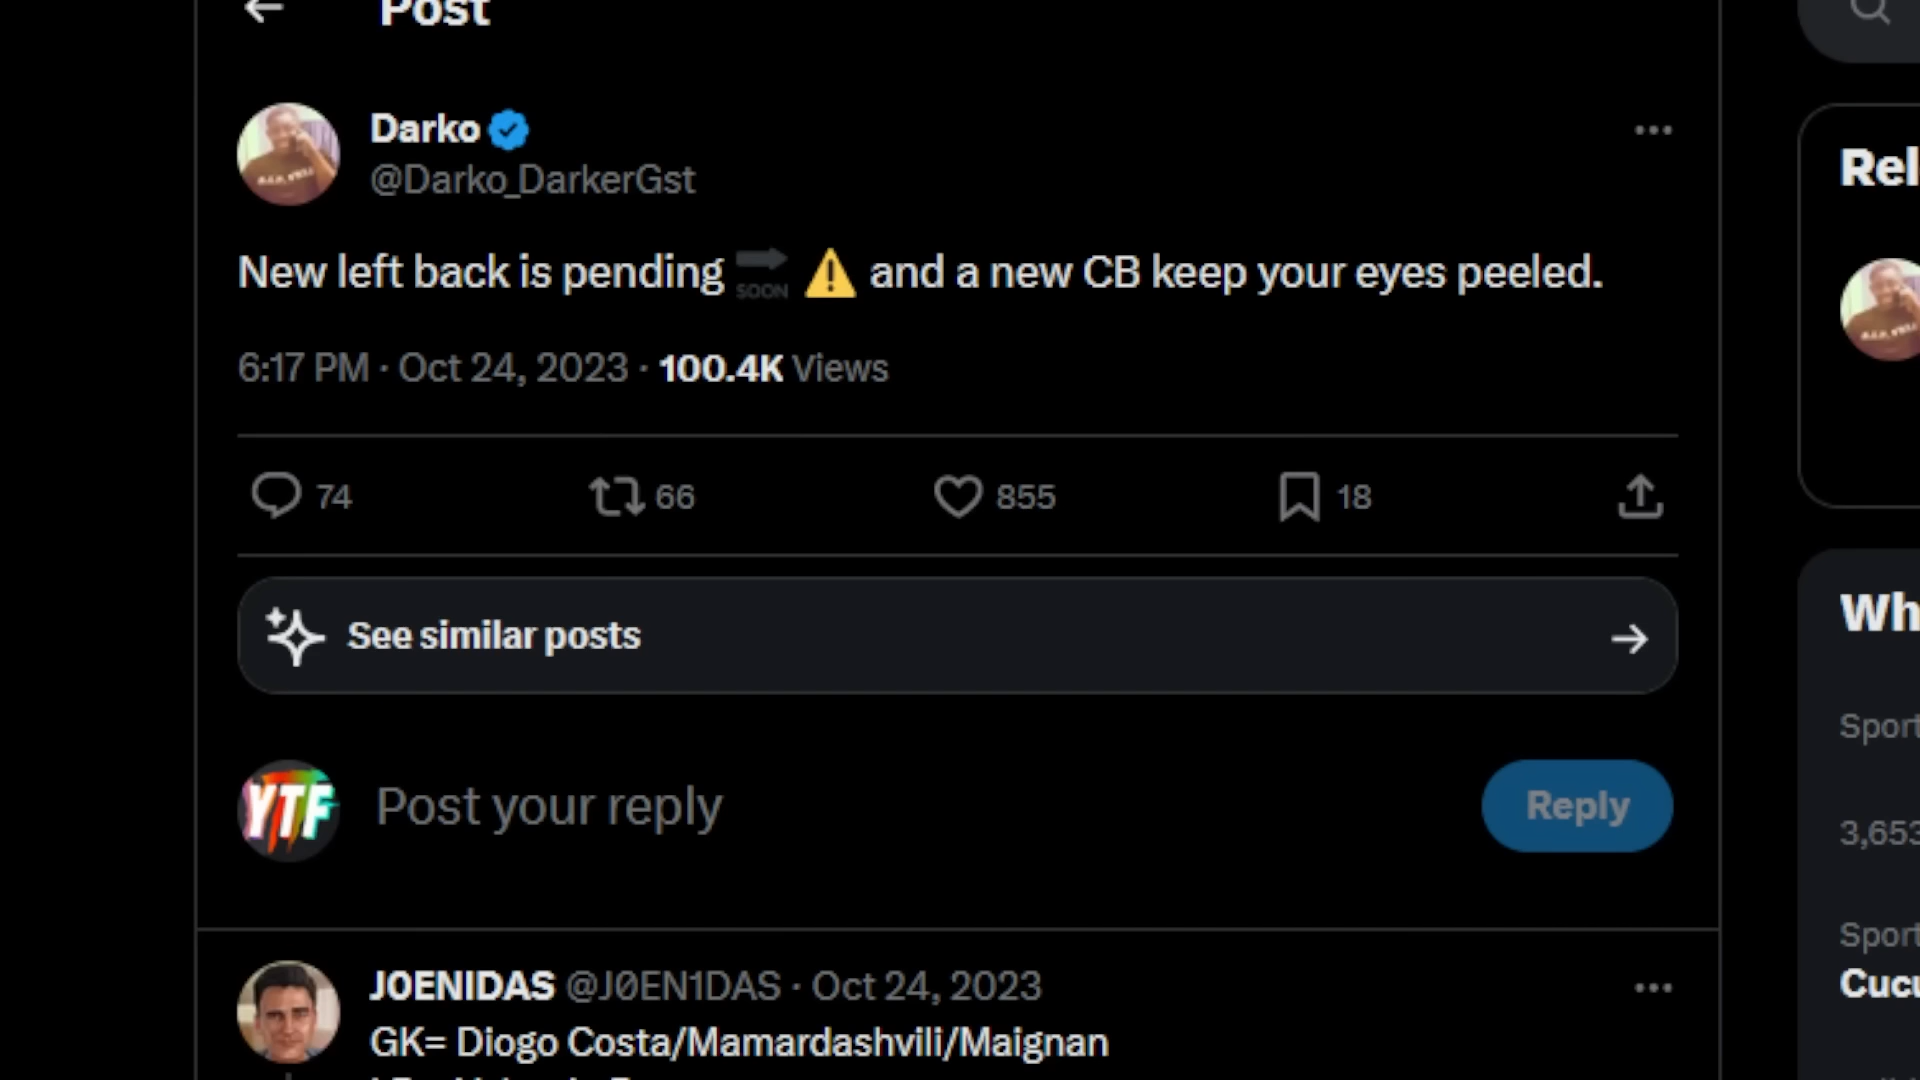 Post
Darko
@Darko_DarkerGst
New left back is pending 🔜 ⚠️ and a new CB keep your eyes peeled.
6:17 PM · Oct 24, 2023 · 100.4K Views
74 66 855 18
See similar posts
YTF
Post your reply
Reply
J0ENIDAS @J0EN1DAS · Oct 24, 2023
GK= Diogo Costa/Mamardashvili/Maignan
Rel
Wh
Sport
3,653
Sport
Cucu